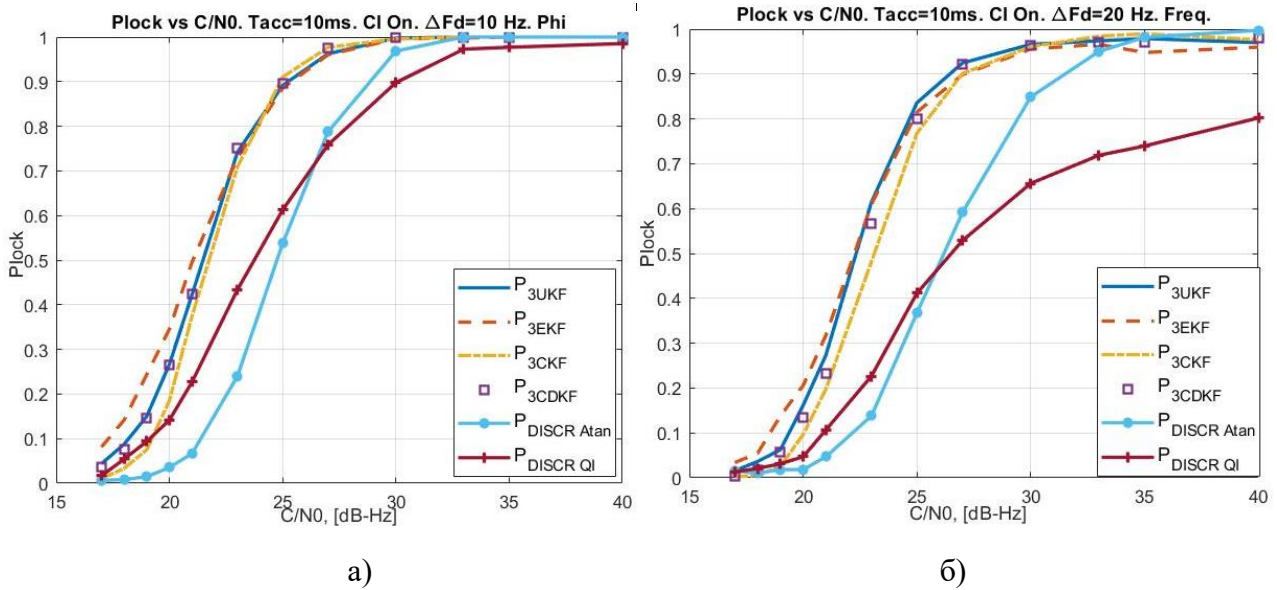 Plock vs C/N0. Tacc=10ms. Cl On. ΔFd=10 Hz. Phi
1
0.9
0.8
0.7
0.6
0.5
0.4
0.3
0.2
0.1
0
Plock
15
20
25
30
35
40
C/N0, [dB-Hz]
P3UKF
P3EKF
P3CKF
P3CDKF
PDISCR Atan
PDISCR QI
а)
Plock vs C/N0. Tacc=10ms. Cl On. ΔFd=20 Hz. Freq.
1
0.9
0.8
0.7
0.6
0.5
0.4
0.3
0.2
0.1
0
Plock
15
20
25
30
35
40
C/N0, [dB-Hz]
P3UKF
P3EKF
P3CKF
P3CDKF
PDISCR Atan
PDISCR QI
б)